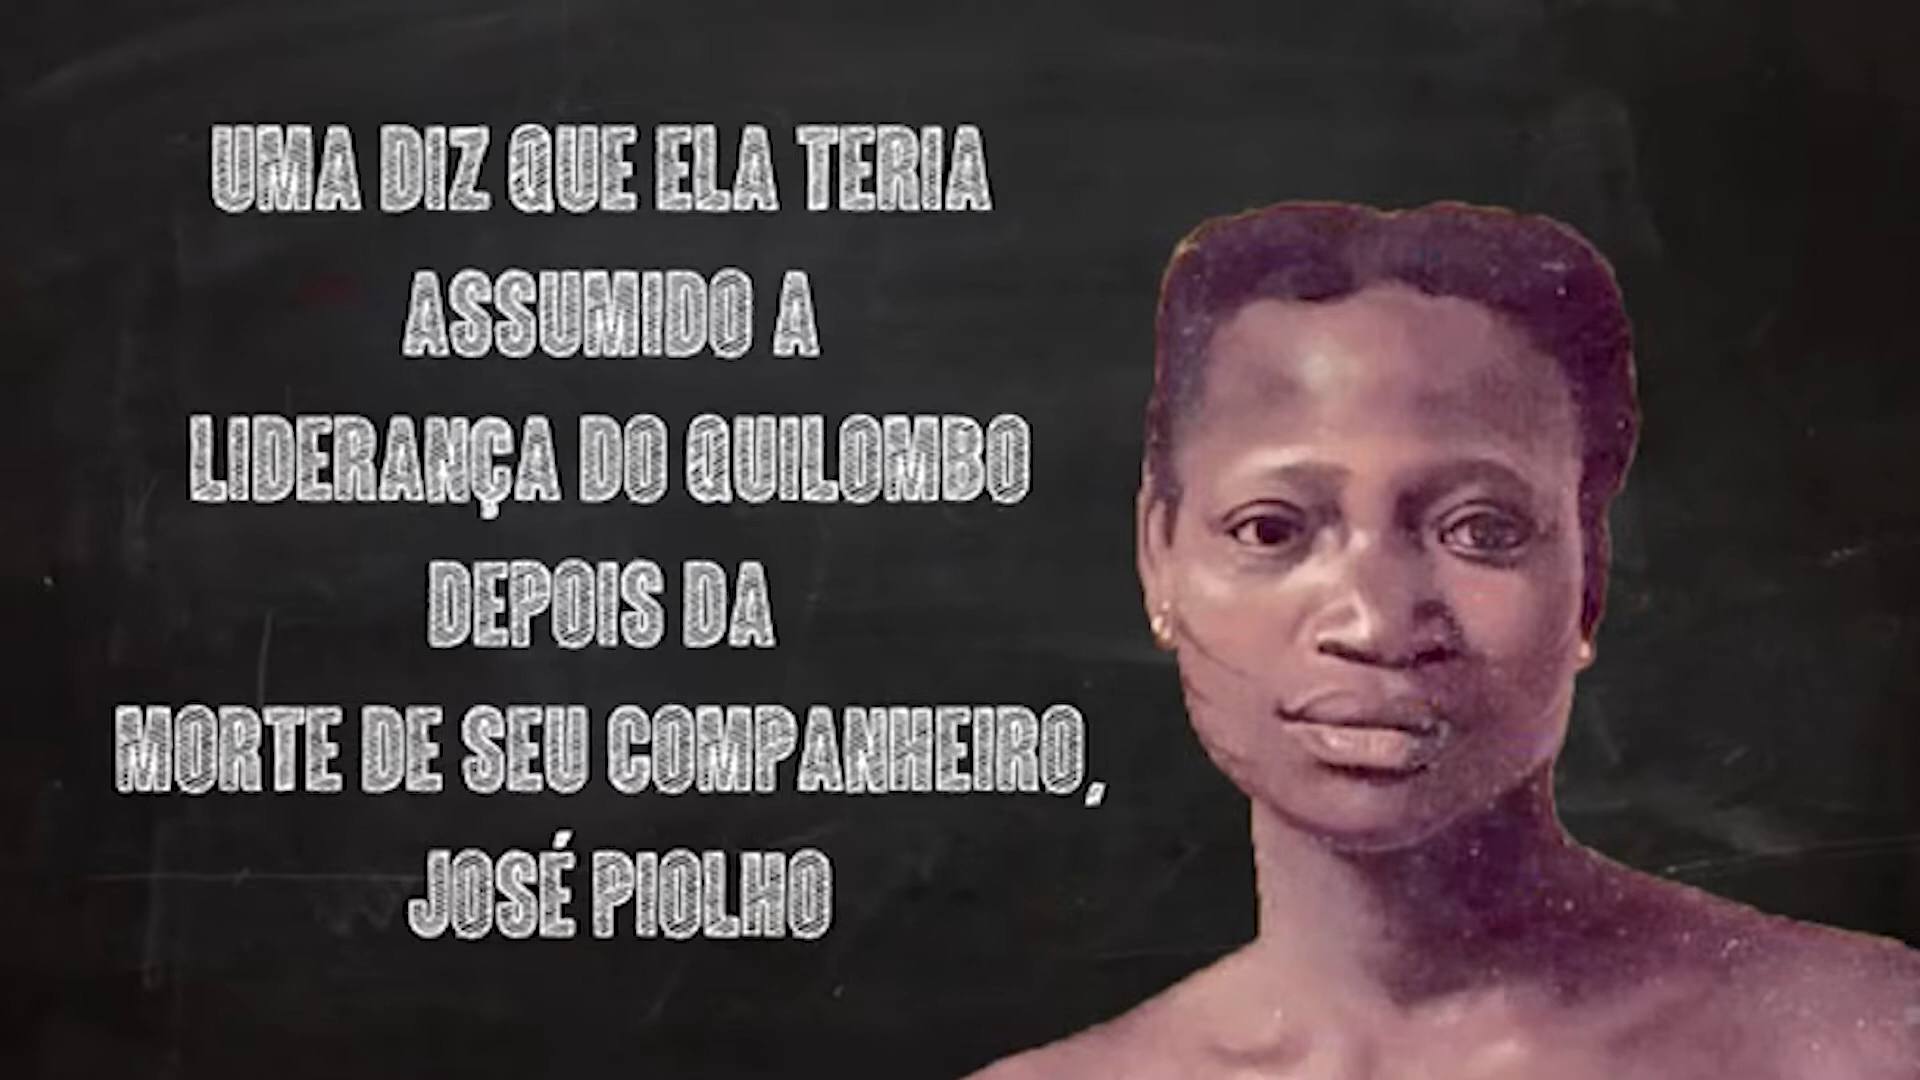 UMA DIZ QUE ELA TERIA
ASSUMIDO A
LIDERANÇA DO QUILOMBO
DEPOIS DA
MORTE DE SEU COMPANHEIRO,
JOSÉ PIOLHO